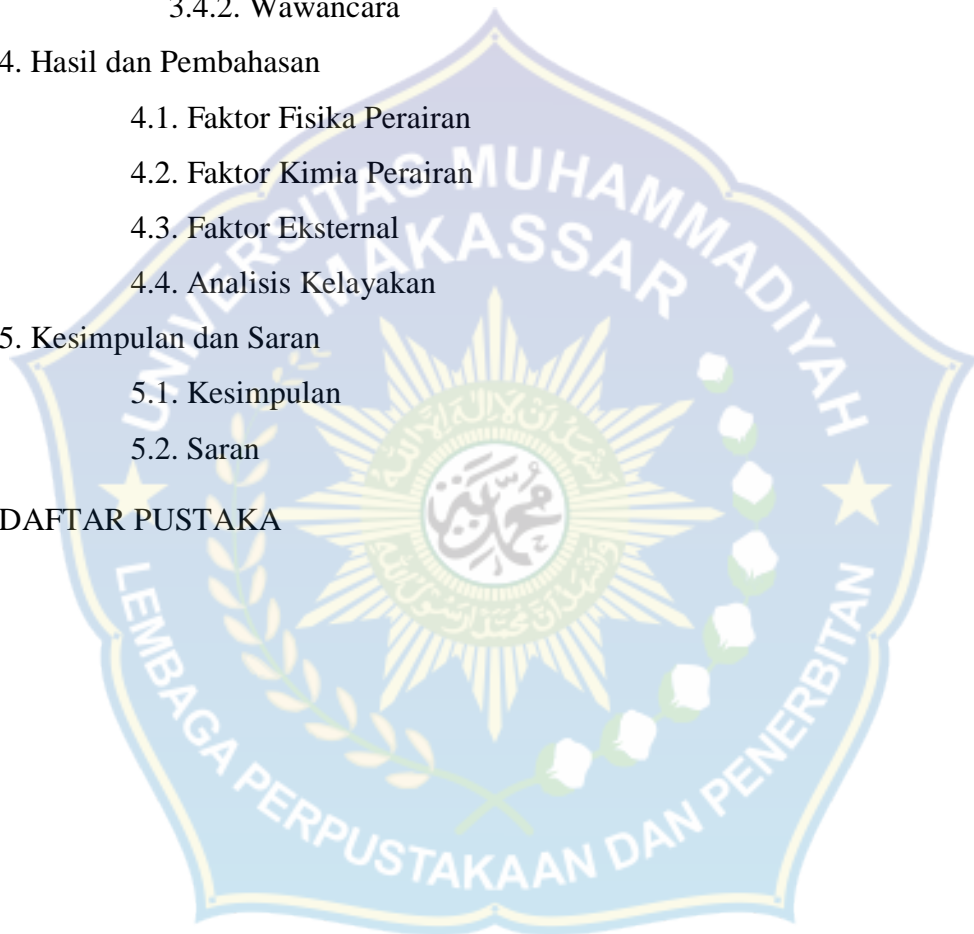 3.4.2. Wawancara
4. Hasil dan Pembahasan
4.1. Faktor Fisika Perairan
4.2. Faktor Kimia Perairan
4.3. Faktor Eksternal
4.4. Analisis Kelayakan
5. Kesimpulan dan Saran
5.1. Kesimpulan
5.2. Saran
DAFTAR PUSTAKA
UNIVERSITAS MUHAMMADIYAH
MAKASSAR
محمدية
LEMBAGA PERPUSTAKAAN DAN PENERBITAN